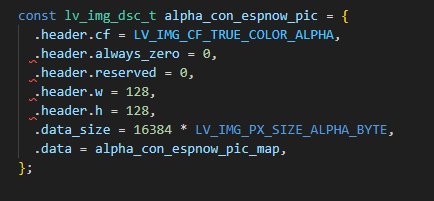 const lv_img_dsc_t alpha_con_espnow_pic = {
  .header.cf = LV_IMG_CF_TRUE_COLOR_ALPHA,
  .header.always_zero = 0,
  .header.reserved = 0,
  .header.w = 128,
  .header.h = 128,
  .data_size = 16384 * LV_IMG_PX_SIZE_ALPHA_BYTE,
  .data = alpha_con_espnow_pic_map,
};